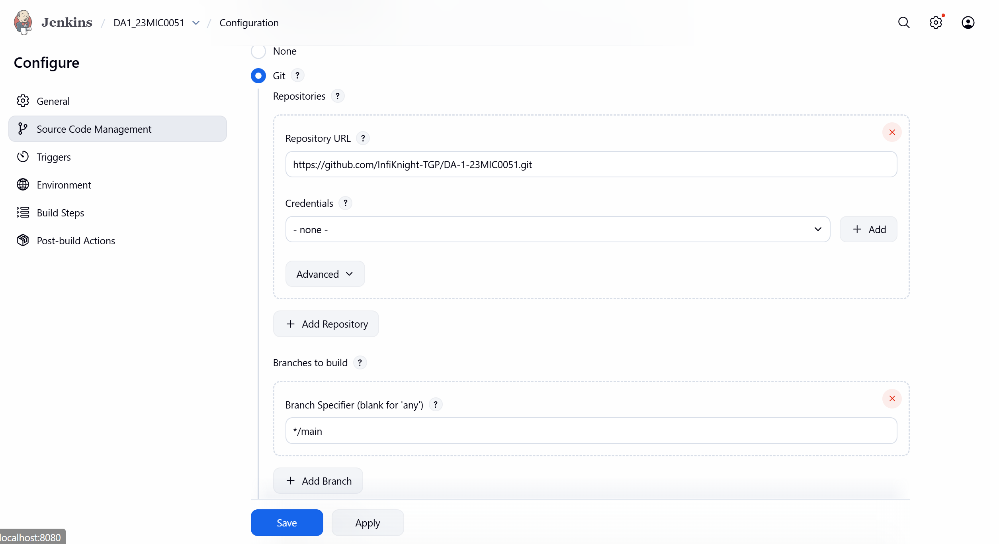 Jenkins / DA1_23MIC0051 / Configuration
Configure
General
Source Code Management
Triggers
Environment
Build Steps
Post-build Actions
None
Git ?
Repositories ?
Repository URL ?
https://github.com/InfiKnight-TGP/DA-1-23MIC0051.git
Credentials ?
- none -
+ Add
Advanced
+ Add Repository
Branches to build ?
Branch Specifier (blank for 'any') ?
*/main
+ Add Branch
Save
Apply
localhost:8080